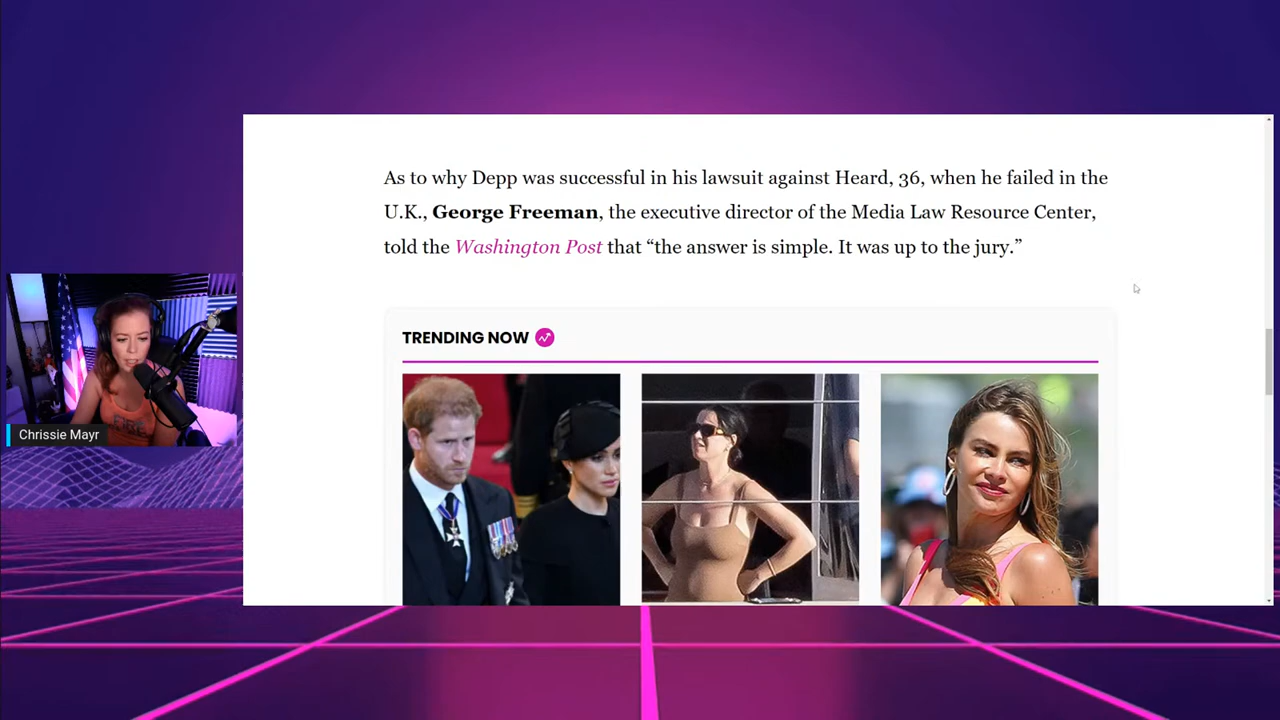 As to why Depp was successful in his lawsuit against Heard, 36, when he failed in the
U.K., George Freeman, the executive director of the Media Law Resource Center,
told the Washington Post that “the answer is simple. It was up to the jury.”
TRENDING NOW
Chrissie Mayr